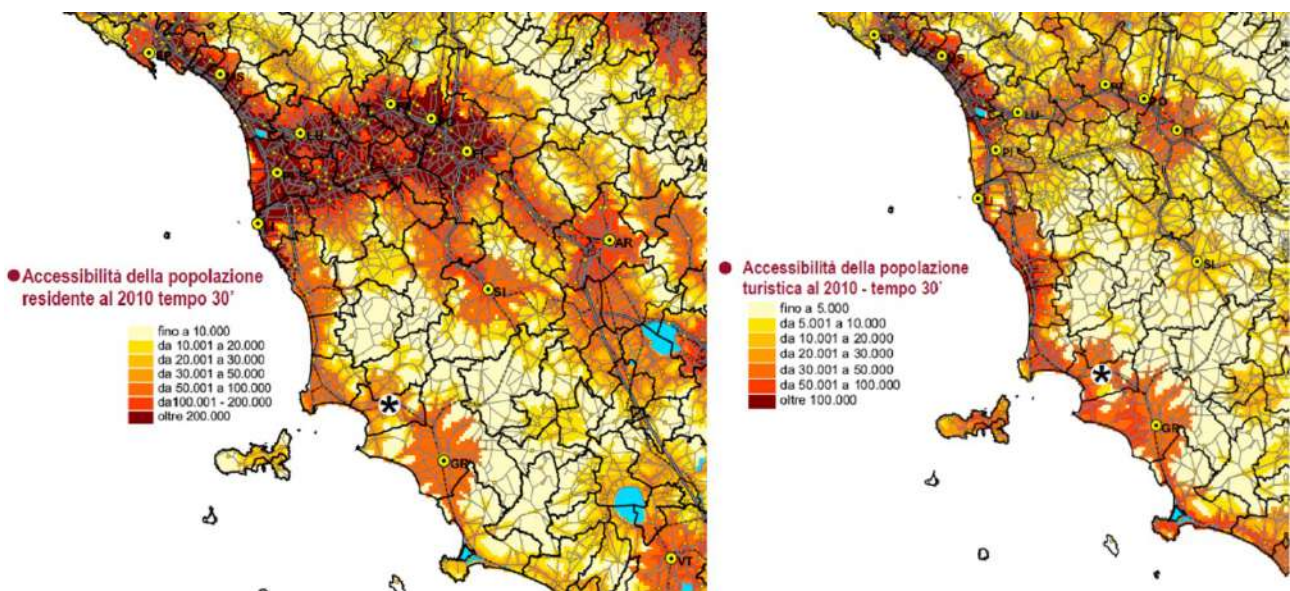 MS
LU
AR
SI
GR
VT
● Accessibilità della popolazione
residente al 2010 tempo 30'
fino a 10.000
da 10.001 a 20.000
da 20.001 a 30.000
da 30.001 a 50.000
da 50.001 a 100.000
da100.001 - 200.000
oltre 200.000
*
MS
LU
PI
LI
SI
GR
● Accessibilità della popolazione
turistica al 2010 - tempo 30'
fino a 5.000
da 5.001 a 10.000
da 10.001 a 20.000
da 20.001 a 30.000
da 30.001 a 50.000
da 50.001 a 100.000
oltre 100.000
*